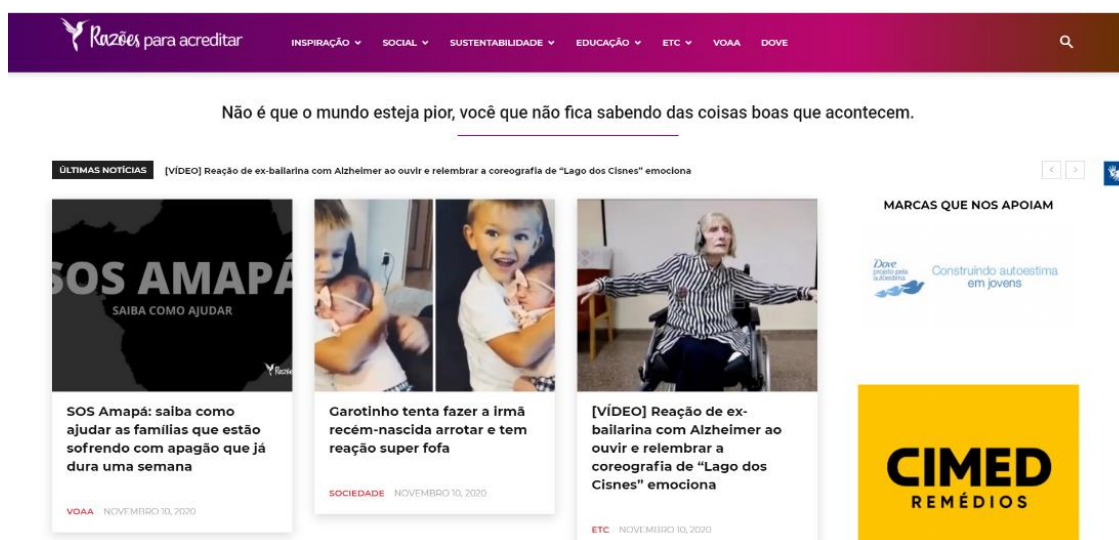 Razões para acreditar
INSPIRAÇÃO SOCIAL SUSTENTABILIDADE EDUCAÇÃO ETC VOAA DOVE
Não é que o mundo esteja pior, você que não fica sabendo das coisas boas que acontecem.
ÚLTIMAS NOTÍCIAS [VÍDEO] Reação de ex-bailarina com Alzheimer ao ouvir e relembrar a coreografia de “Lago dos Cisnes” emociona
SOS AMAPÁ
SAIBA COMO AJUDAR
Razõe
SOS Amapá: saiba como
ajudar as famílias que estão
sofrendo com apagão que já
dura uma semana
VOAA NOVEMBRO 10, 2020
Garotinho tenta fazer a irmã
recém-nascida arrotar e tem
reação super fofa
SOCIEDADE NOVEMBRO 10, 2020
[VÍDEO] Reação de ex-
bailarina com Alzheimer ao
ouvir e relembrar a
coreografia de “Lago dos
Cisnes” emociona
ETC NOVEMBRO 10, 2020
MARCAS QUE NOS APOIAM
Dove
projeto pela
autoestima
Construindo autoestima
em jovens
CIMED
REMÉDIOS